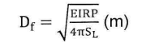 D_f = √(EIRP / 4πS_L) (m)